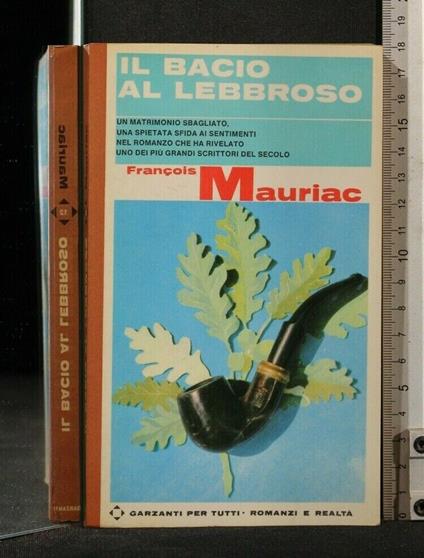 IL BACIO
AL LEBBROSO
UN MATRIMONIO SBAGLIATO,
UNA SPIETATA SFIDA AI SENTIMENTI
NEL ROMANZO CHE HA RIVELATO
UNO DEI PIÙ GRANDI SCRITTORI DEL SECOLO
François
Mauriac
GARZANTI PER TUTTI · ROMANZI E REALTÀ
IL BACIO AL LEBBROSO
Mauriac